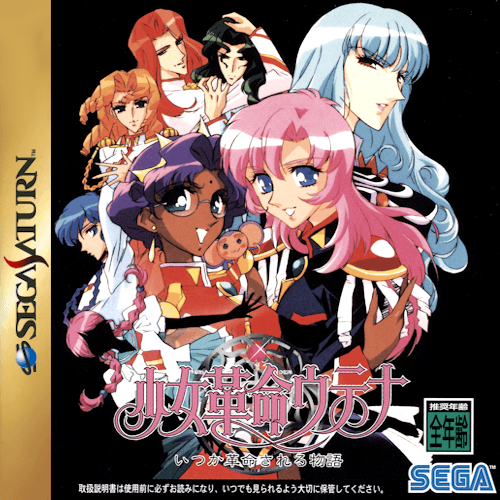 SEGA SATURN
少女革命ウテナ
いつか革命される物語
推奨年齢
全年齢
SEGA™
取扱説明書は使用前に必ずお読みになり、いつでも見られるよう大切に保管してください。